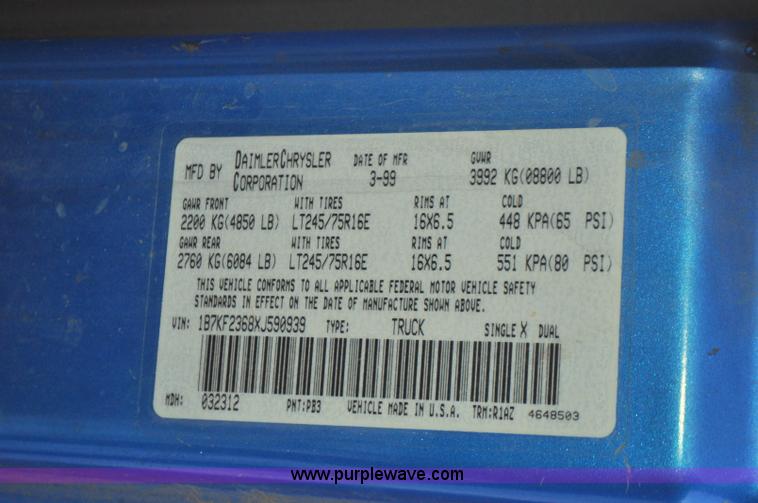 MFD BY DAIMLERCHRYSLER CORPORATION DATE OF MFR 3-99 GVWR 3992 KG(08800 LB)
GAWR FRONT WITH TIRES RIMS AT COLD
2200 KG(4850 LB) LT245/75R16E 16X6.5 448 KPA(65 PSI)
GAWR REAR WITH TIRES RIMS AT COLD
2760 KG(6084 LB) LT245/75R16E 16X6.5 551 KPA(80 PSI)
THIS VEHICLE CONFORMS TO ALL APPLICABLE FEDERAL MOTOR VEHICLE SAFETY
STANDARDS IN EFFECT ON THE DATE OF MANUFACTURE SHOWN ABOVE.
VIN: 1B7KF2368XJ590939 TYPE: TRUCK SINGLE X DUAL
MDH: 032312 PNT:PB3 VEHICLE MADE IN U.S.A. TRM:R1AZ 4648503
www.purplewave.com